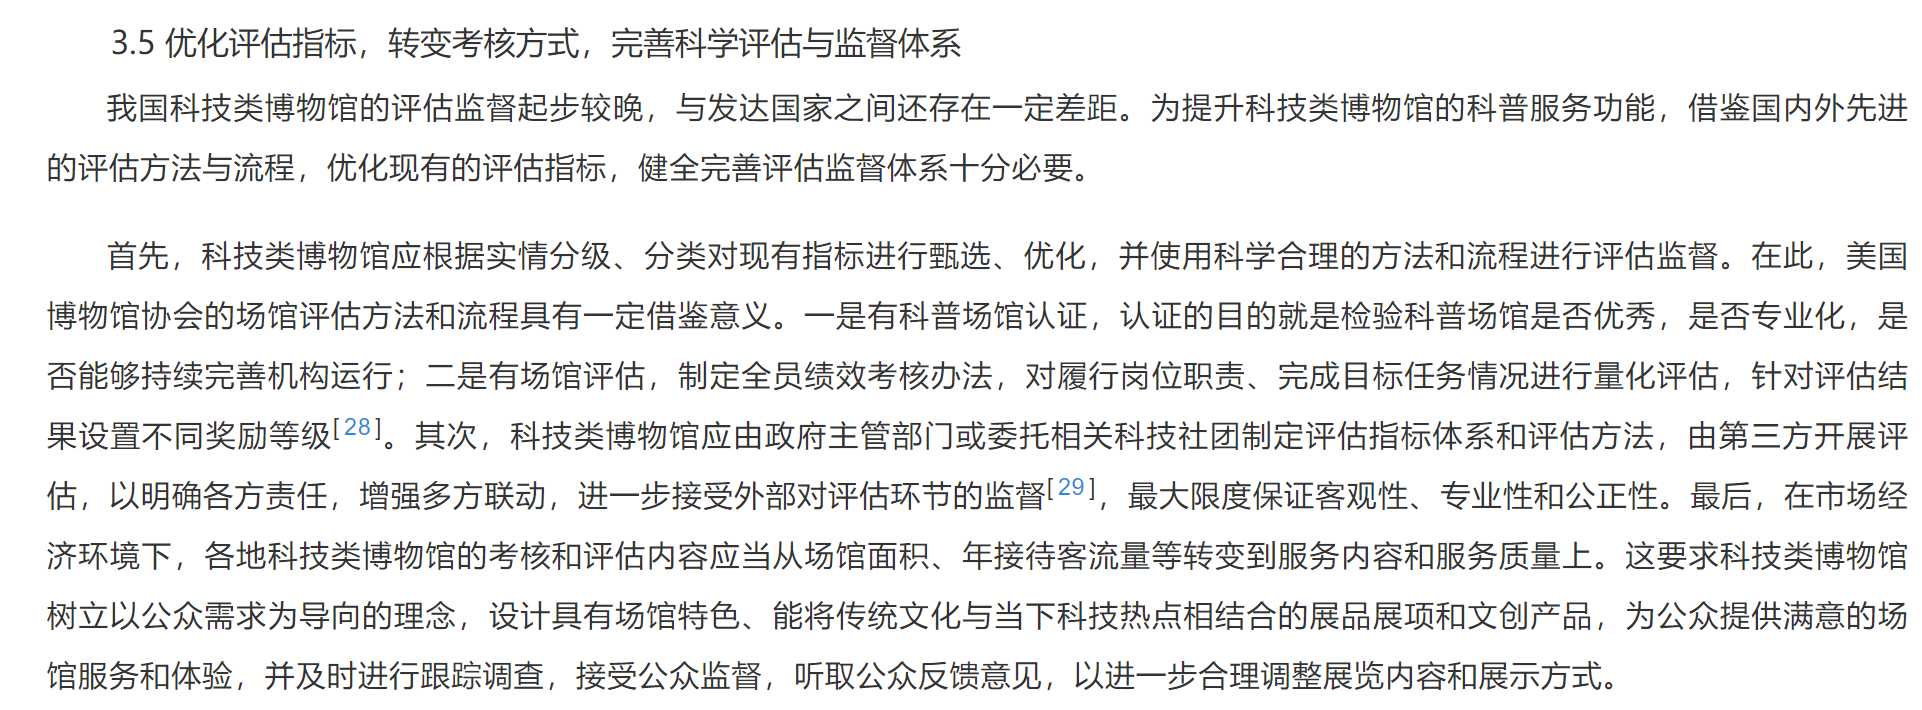 3.5 优化评估指标，转变考核方式，完善科学评估与监督体系
我国科技类博物馆的评估监督起步较晚，与发达国家之间还存在一定差距。为提升科技类博物馆的科普服务功能，借鉴国内外先进
的评估方法与流程，优化现有的评估指标，健全完善评估监督体系十分必要。
首先，科技类博物馆应根据实情分级、分类对现有指标进行甄选、优化，并使用科学合理的方法和流程进行评估监督。在此，美国
博物馆协会的场馆评估方法和流程具有一定借鉴意义。一是有科普场馆认证，认证的目的就是检验科普场馆是否优秀，是否专业化，是
否能够持续完善机构运行；二是有场馆评估，制定全员绩效考核办法，对履行岗位职责、完成目标任务情况进行量化评估，针对评估结
果设置不同奖励等级[28]。其次，科技类博物馆应由政府主管部门或委托相关科技社团制定评估指标体系和评估方法，由第三方开展评
估，以明确各方责任，增强多方联动，进一步接受外部对评估环节的监督[29]，最大限度保证客观性、专业性和公正性。最后，在市场经
济环境下，各地科技类博物馆的考核和评估内容应当从场馆面积、年接待客流量等转变到服务内容和服务质量上。这要求科技类博物馆
树立以公众需求为导向的理念，设计具有场馆特色、能将传统文化与当下科技热点相结合的展品展项和文创产品，为公众提供满意的场
馆服务和体验，并及时进行跟踪调查，接受公众监督，听取公众反馈意见，以进一步合理调整展览内容和展示方式。